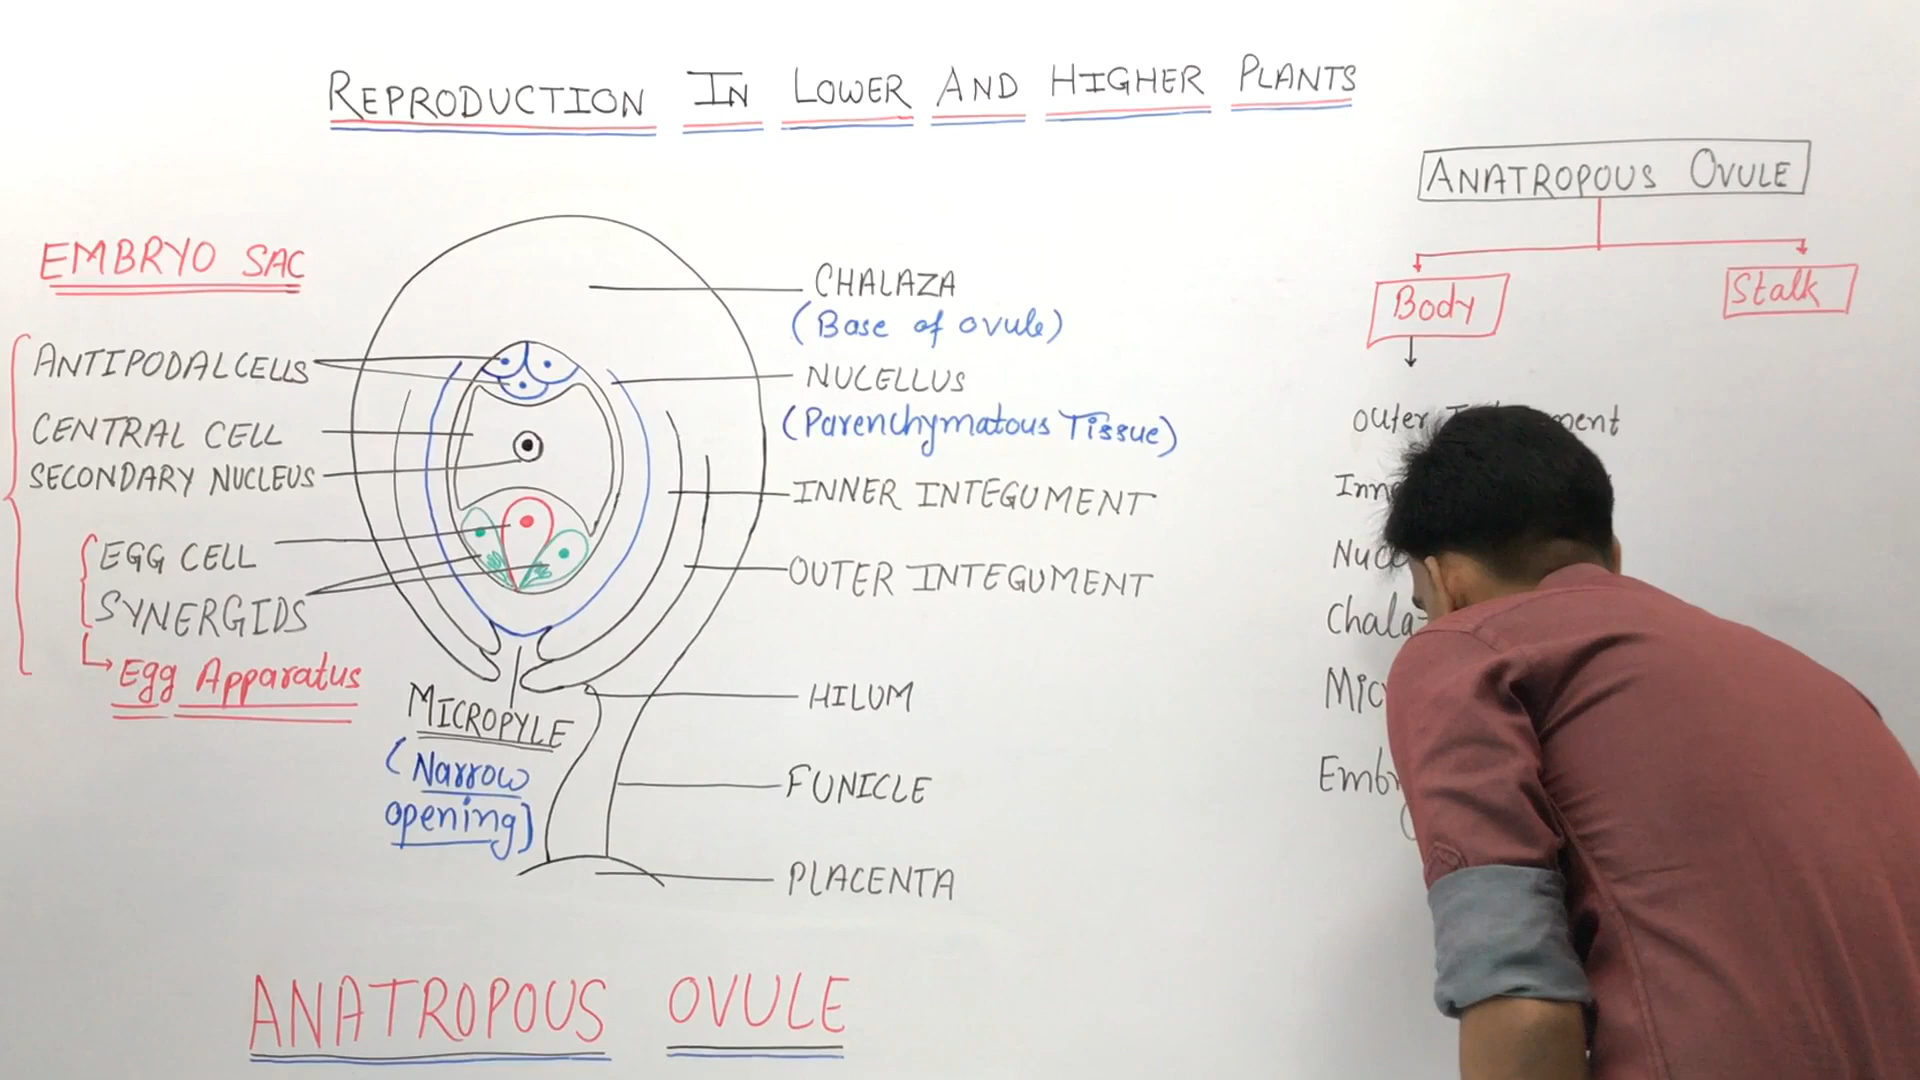 REPRODUCTION IN LOWER AND HIGHER PLANTS
EMBRYO SAC
ANTIPODAL CELLS
CENTRAL CELL
SECONDARY NUCLEUS
EGG CELL
SYNERGIDS
Egg Apparatus
MICROPYLE
(Narrow
opening)
CHALAZA
(Base of ovule)
NUCELLUS
(Parenchymatous Tissue)
INNER INTEGUMENT
OUTER INTEGUMENT
HILUM
FUNICLE
PLACENTA
ANATROPOUS OVULE
ANATROPOUS OVULE
Body
Stalk
Outer